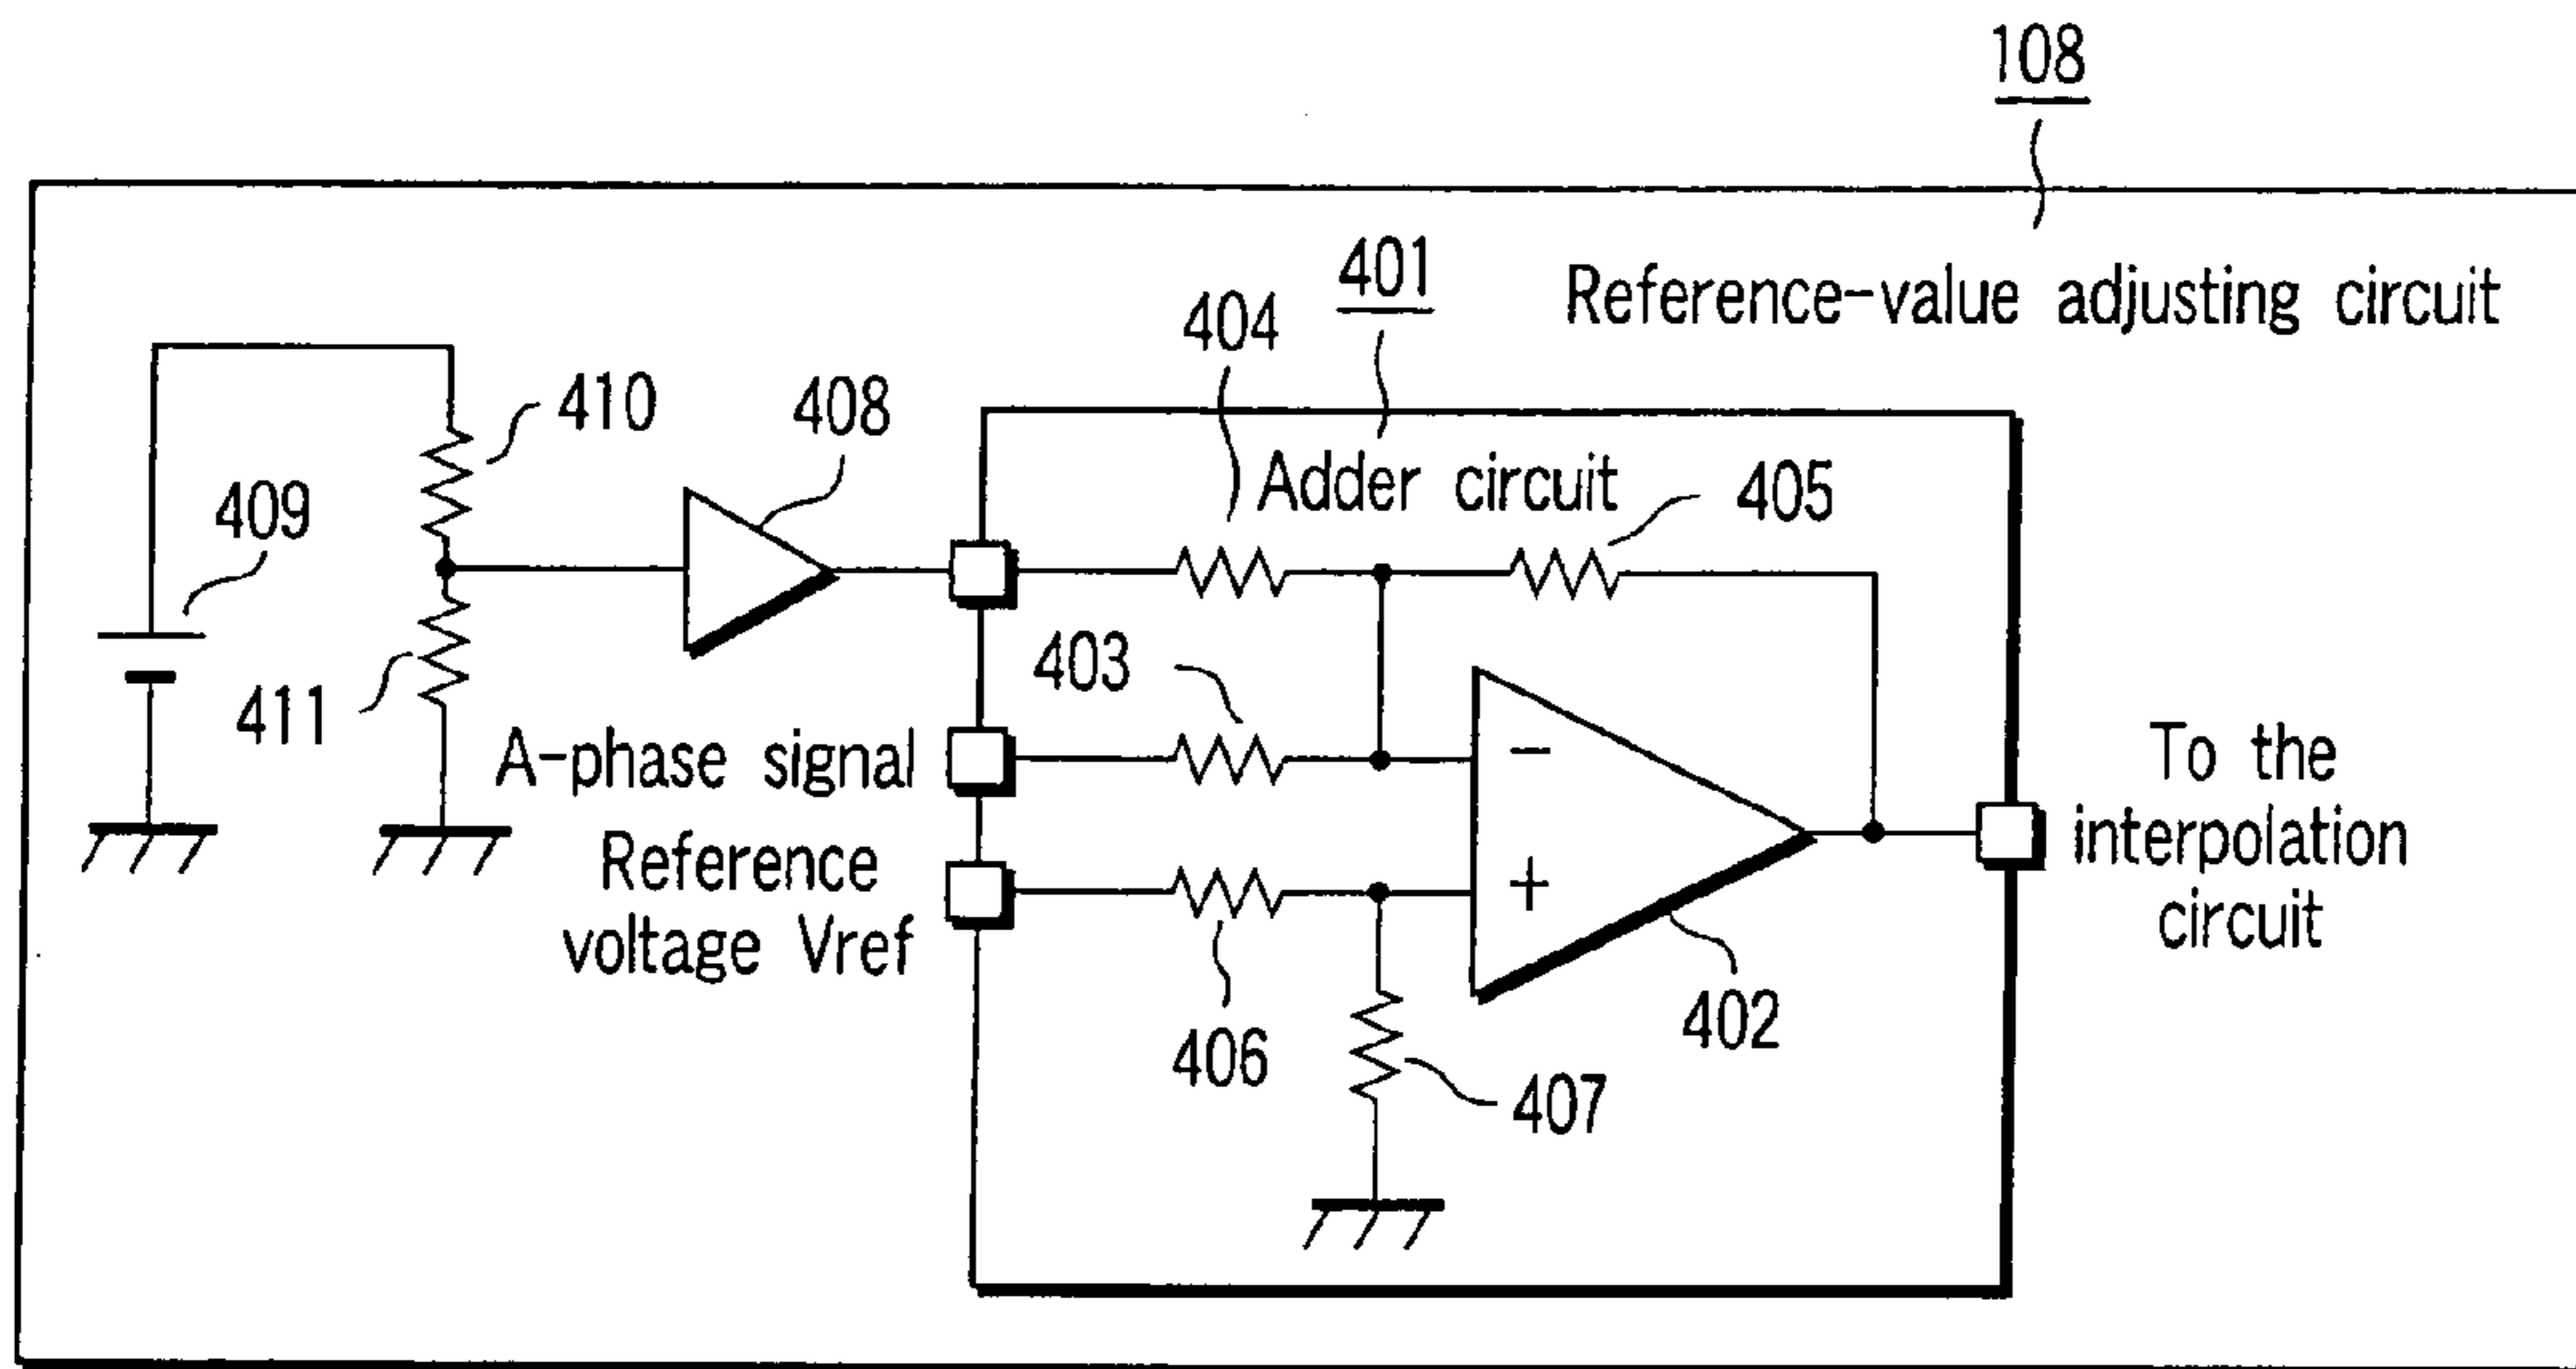 108
Reference-value adjusting circuit
401
404
Adder circuit
405
410
408
409
411
403
A-phase signal
Reference
voltage Vref
406
407
402
−
+
To the
interpolation
circuit